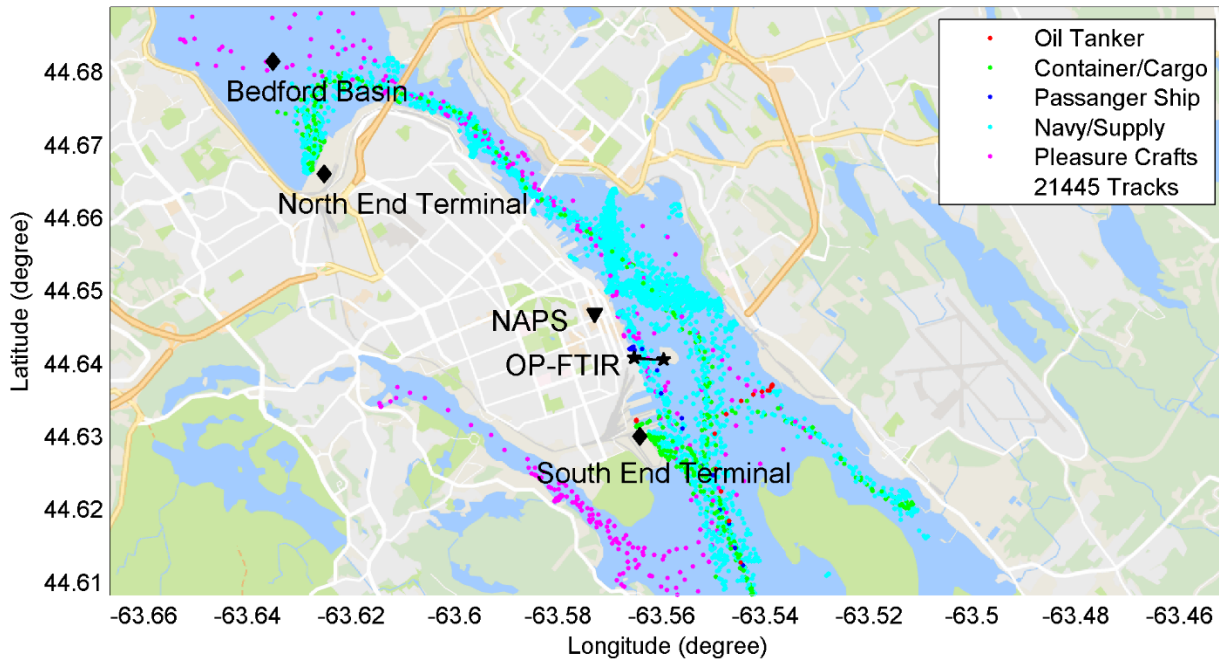 Oil Tanker
Container/Cargo
Passanger Ship
Navy/Supply
Pleasure Crafts
21445 Tracks
Bedford Basin
North End Terminal
NAPS
OP-FTIR
South End Terminal
Latitude (degree)
44.68
44.67
44.66
44.65
44.64
44.63
44.62
44.61
-63.66 -63.64 -63.62 -63.6 -63.58 -63.56 -63.54 -63.52 -63.5 -63.48 -63.46
Longitude (degree)